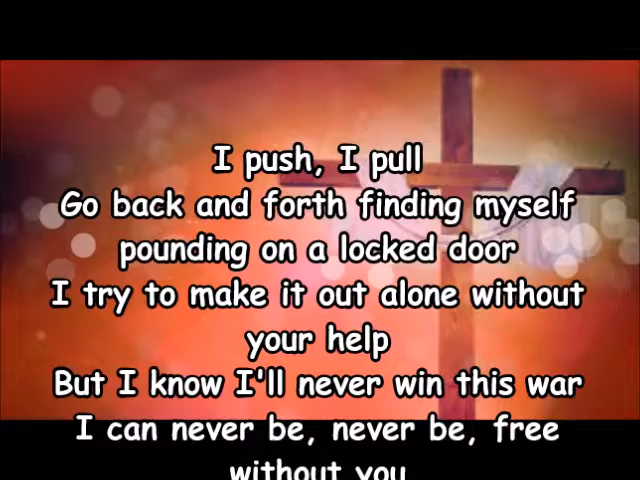 I push, I pull
Go back and forth finding myself
pounding on a locked door
I try to make it out alone without
your help
But I know I'll never win this war
I can never be, never be, free
without you